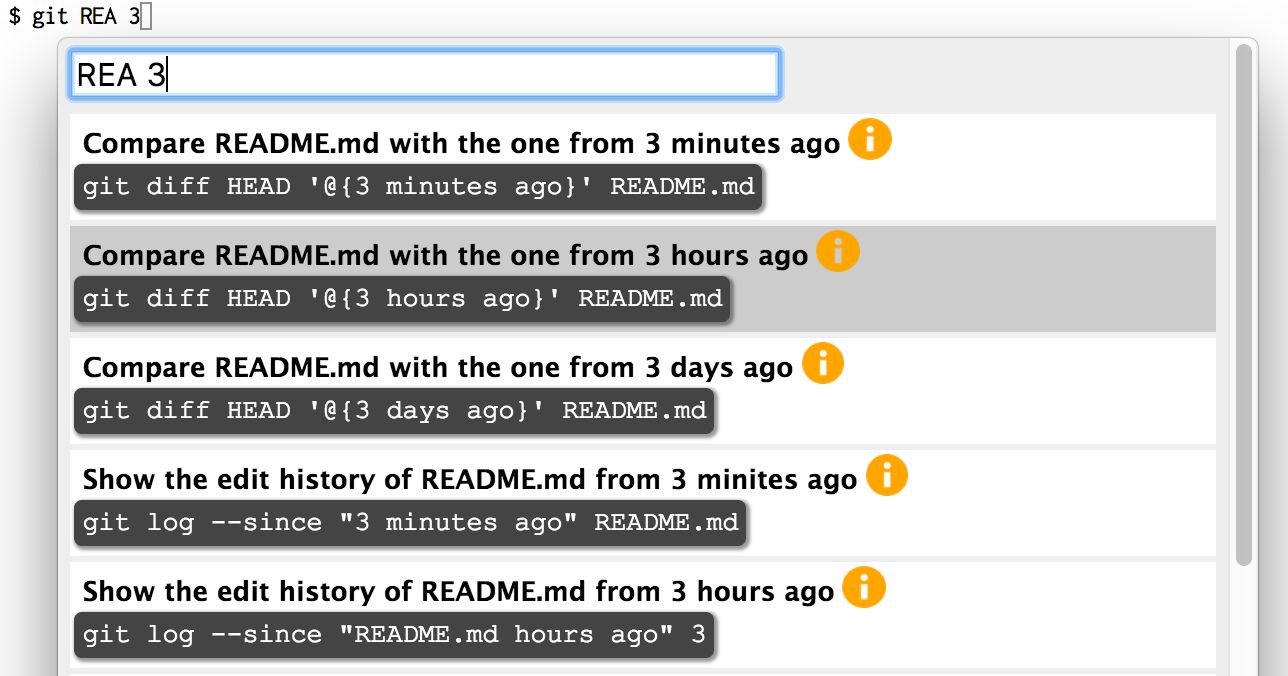 $ git REA 3
REA 3
Compare README.md with the one from 3 minutes ago
git diff HEAD '@{3 minutes ago}' README.md
Compare README.md with the one from 3 hours ago
git diff HEAD '@{3 hours ago}' README.md
Compare README.md with the one from 3 days ago
git diff HEAD '@{3 days ago}' README.md
Show the edit history of README.md from 3 minites ago
git log --since "3 minutes ago" README.md
Show the edit history of README.md from 3 hours ago
git log --since "README.md hours ago" 3